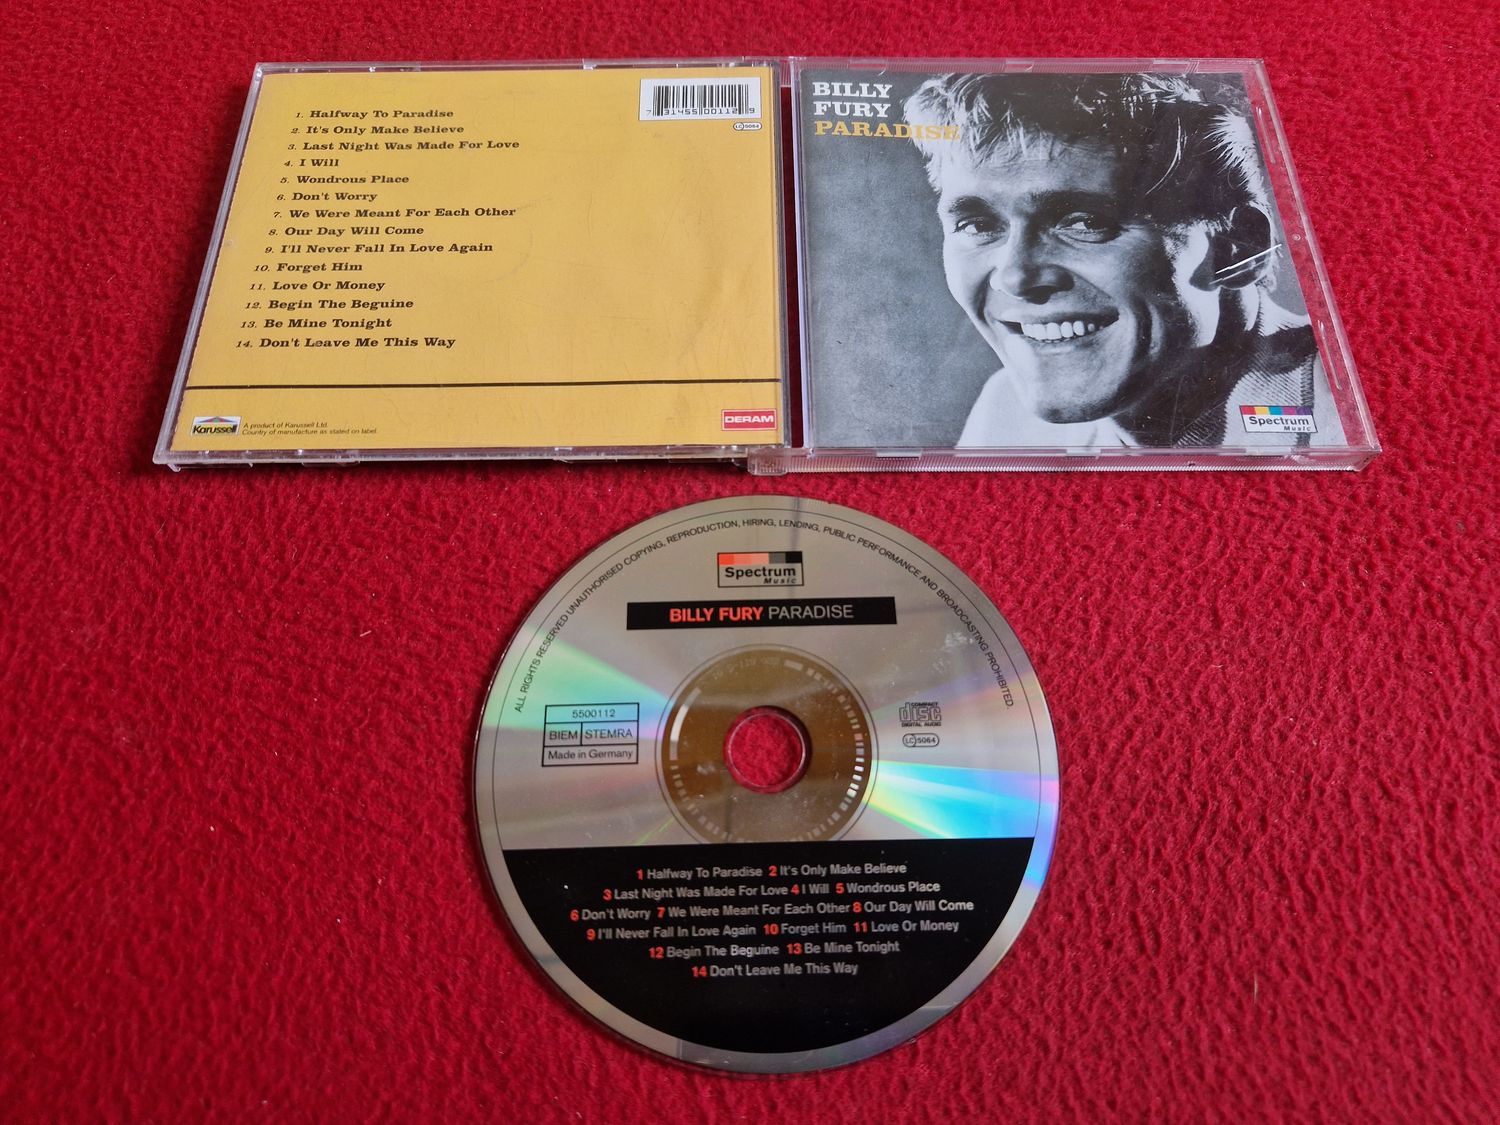 1. Halfway To Paradise
2. It's Only Make Believe
3. Last Night Was Made For Love
4. I Will
5. Wondrous Place
6. Don't Worry
7. We Were Meant For Each Other
8. Our Day Will Come
9. I'll Never Fall In Love Again
10. Forget Him
11. Love Or Money
12. Begin The Beguine
13. Be Mine Tonight
14. Don't Leave Me This Way
7 31455 00112 9
LC 5064
Karussell
A product of Karussell Ltd.
Country of manufacture as stated on label.
DERAM
BILLY
FURY
PARADISE
Spectrum
Music
ALL RIGHTS RESERVED UNAUTHORISED COPYING, REPRODUCTION, HIRING, LENDING, PUBLIC PERFORMANCE AND BROADCASTING PROHIBITED.
Spectrum
Music
BILLY FURY PARADISE
5500112
BIEM STEMRA
Made in Germany
COMPACT
disc
DIGITAL AUDIO
LC 5064
1 Halfway To Paradise 2 It's Only Make Believe
3 Last Night Was Made For Love 4 I Will 5 Wondrous Place
6 Don't Worry 7 We Were Meant For Each Other 8 Our Day Will Come
9 I'll Never Fall In Love Again 10 Forget Him 11 Love Or Money
12 Begin The Beguine 13 Be Mine Tonight
14 Don't Leave Me This Way